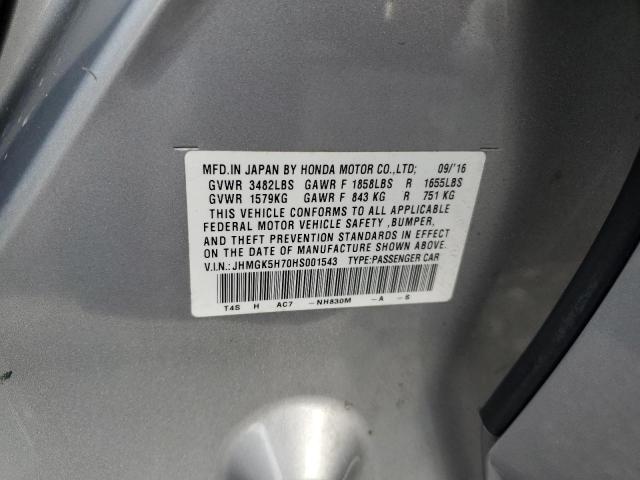 MFD.IN JAPAN BY HONDA MOTOR CO.,LTD; 09/'16
GVWR 3482LBS GAWR F 1858LBS R 1655LBS
GVWR 1579KG GAWR F 843 KG R 751 KG
THIS VEHICLE CONFORMS TO ALL APPLICABLE
FEDERAL MOTOR VEHICLE SAFETY ,BUMPER,
AND THEFT PREVENTION STANDARDS IN EFFECT
ON THE DATE OF MANUFACTURE SHOWN ABOVE.
V.I.N.: JHMGK5H70HS001543 TYPE:PASSENGER CAR
T4S H AC7 -NH830M -A -S